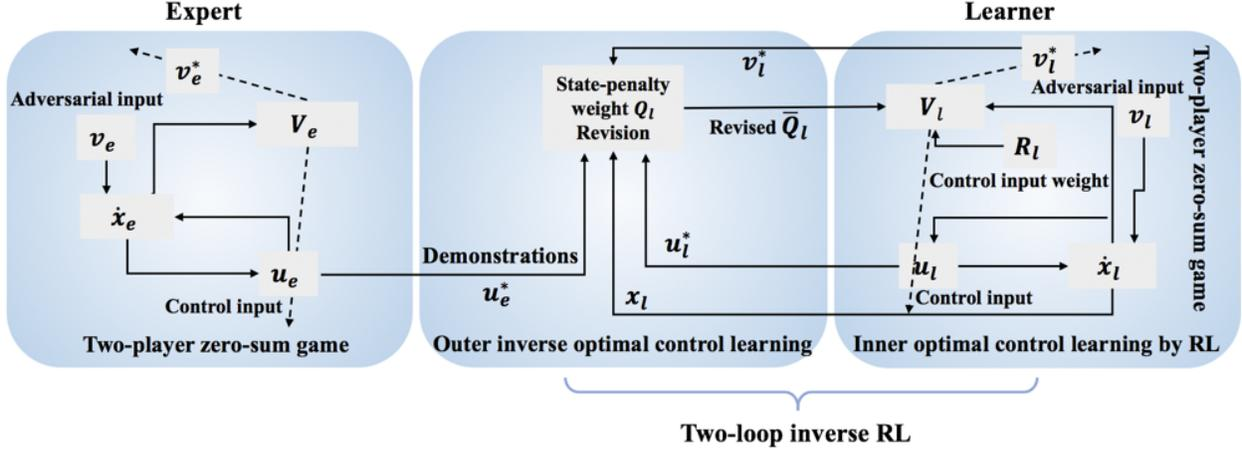 Expert
Learner
v_e^*
Adversarial input
v_e
V_e
ẋ_e
u_e
Control input
Two-player zero-sum game
Demonstrations
u_e^*
State-penalty
weight Q_l
Revision
v_l^*
Revised Q̄_l
u_l^*
x_l
Outer inverse optimal control learning
v_l^*
Adversarial input
V_l
v_l
R_l
Control input weight
u_l
ẋ_l
Control input
Two-player zero-sum game
Inner optimal control learning by RL
Two-loop inverse RL